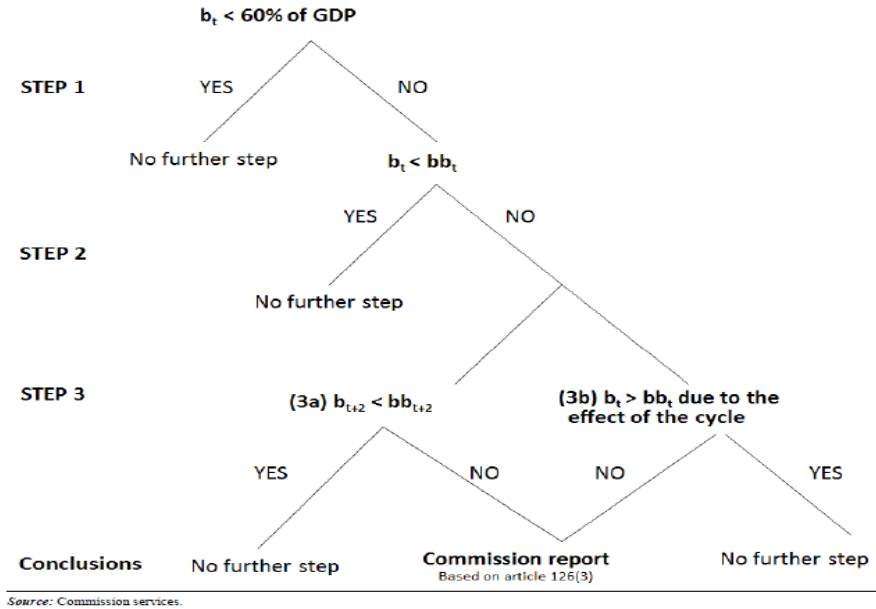 bₜ < 60% of GDP
STEP 1
YES
NO
No further step
bₜ < bbₜ
YES
NO
STEP 2
No further step
STEP 3
(3a) bₜ₊₂ < bbₜ₊₂
(3b) bₜ > bbₜ due to the
effect of the cycle
YES
NO
NO
YES
Conclusions
No further step
Commission report
Based on article 126(3)
No further step
Source: Commission services.